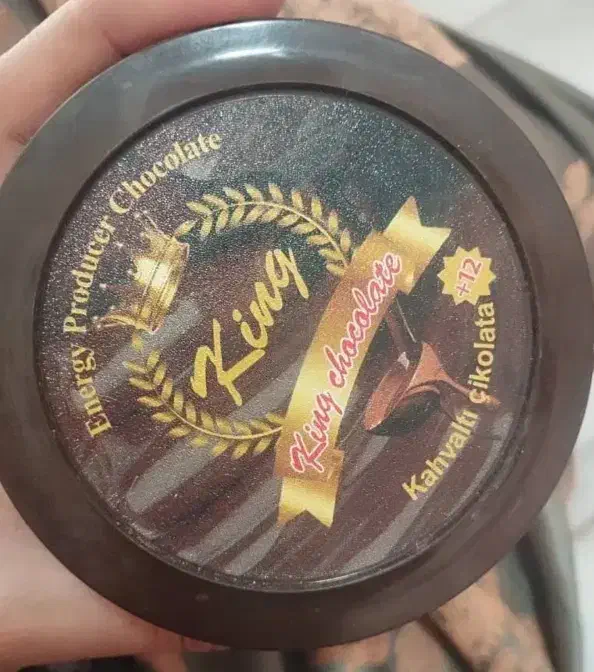 Energy Producer Chocolate
King
King chocolate
+12
Kahvaltı çikolata